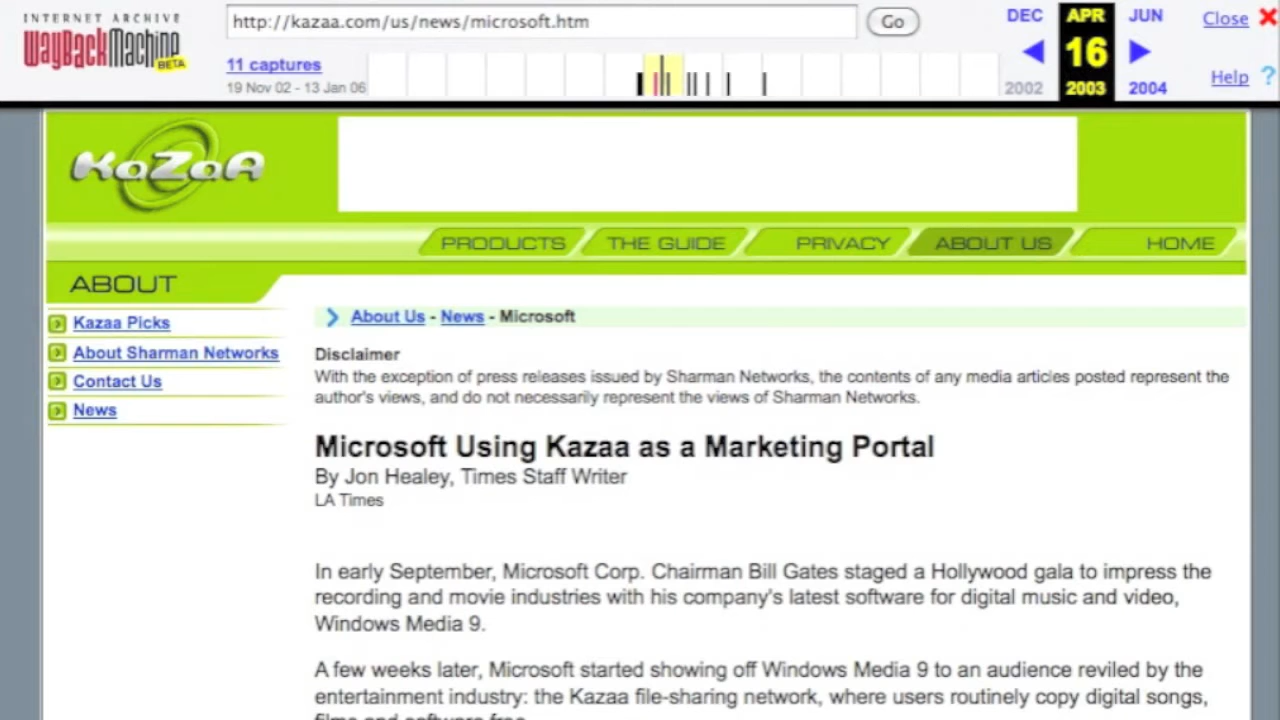 INTERNET ARCHIVE
WayBackMachine
BETA
http://kazaa.com/us/news/microsoft.htm
Go
11 captures
19 Nov 02 - 13 Jan 06
DEC APR JUN
16
2002 2003 2004
Close
Help ?
KaZaA
PRODUCTS THE GUIDE PRIVACY ABOUT US HOME
ABOUT
Kazaa Picks
About Sharman Networks
Contact Us
News
About Us - News - Microsoft
Disclaimer
With the exception of press releases issued by Sharman Networks, the contents of any media articles posted represent the
author's views, and do not necessarily represent the views of Sharman Networks.
Microsoft Using Kazaa as a Marketing Portal
By Jon Healey, Times Staff Writer
LA Times
In early September, Microsoft Corp. Chairman Bill Gates staged a Hollywood gala to impress the
recording and movie industries with his company's latest software for digital music and video,
Windows Media 9.
A few weeks later, Microsoft started showing off Windows Media 9 to an audience reviled by the
entertainment industry: the Kazaa file-sharing network, where users routinely copy digital songs,
films and software free.